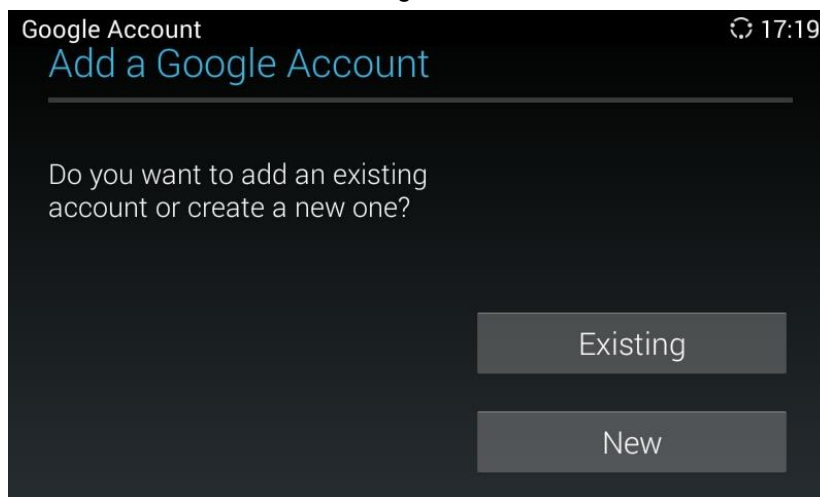 Google Account
17:19
Add a Google Account
Do you want to add an existing
account or create a new one?
Existing
New